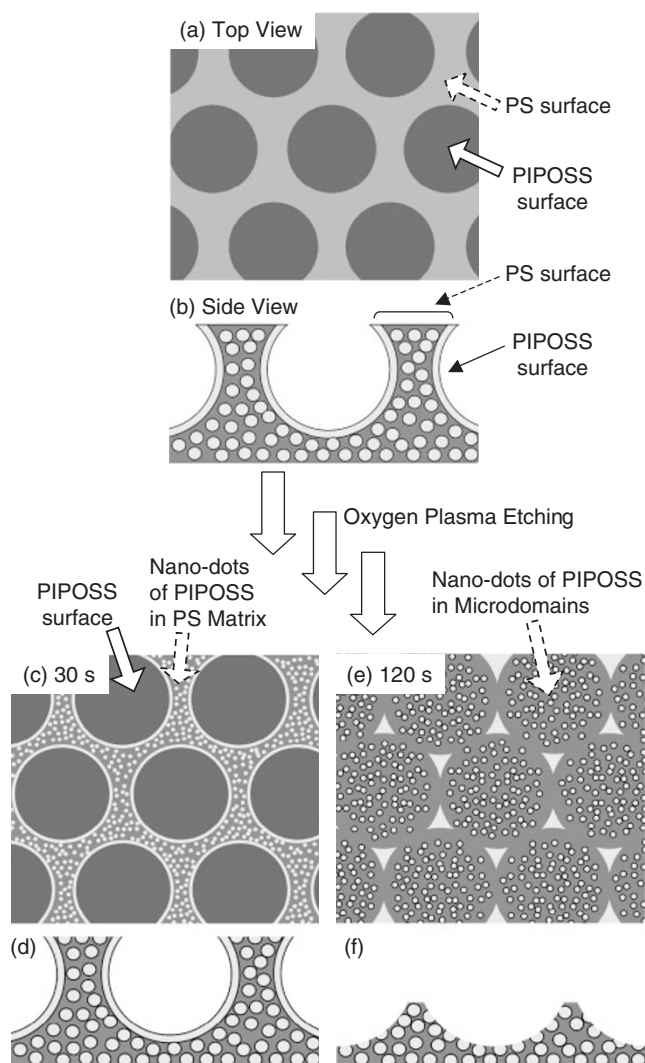 (a) Top View
PS surface
PIPOSS
surface
PS surface
(b) Side View
PIPOSS
surface
Oxygen Plasma Etching
PIPOSS
surface
Nano-dots
of PIPOSS
in PS Matrix
Nano-dots of PIPOSS
in Microdomains
(c) 30 s
(e) 120 s
(d)
(f)